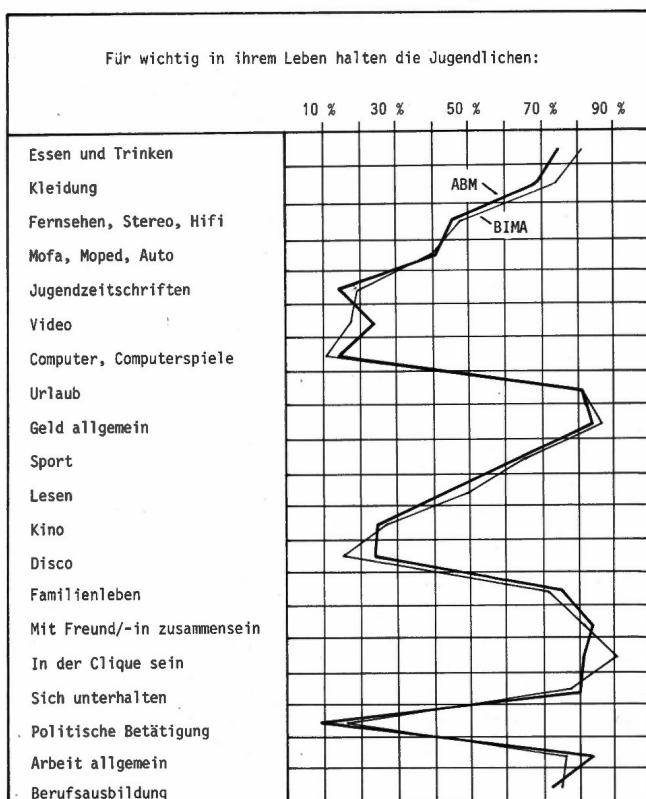 Für wichtig in ihrem Leben halten die Jugendlichen:
10 % 30 % 50 % 70 % 90 %
Essen und Trinken
Kleidung
ABM
Fernsehen, Stereo, Hifi
BIMA
Mofa, Moped, Auto
Jugendzeitschriften
Video
Computer, Computerspiele
Urlaub
Geld allgemein
Sport
Lesen
Kino
Disco
Familienleben
Mit Freund/-in zusammensein
In der Clique sein
Sich unterhalten
Politische Betätigung
Arbeit allgemein
Berufsausbildung